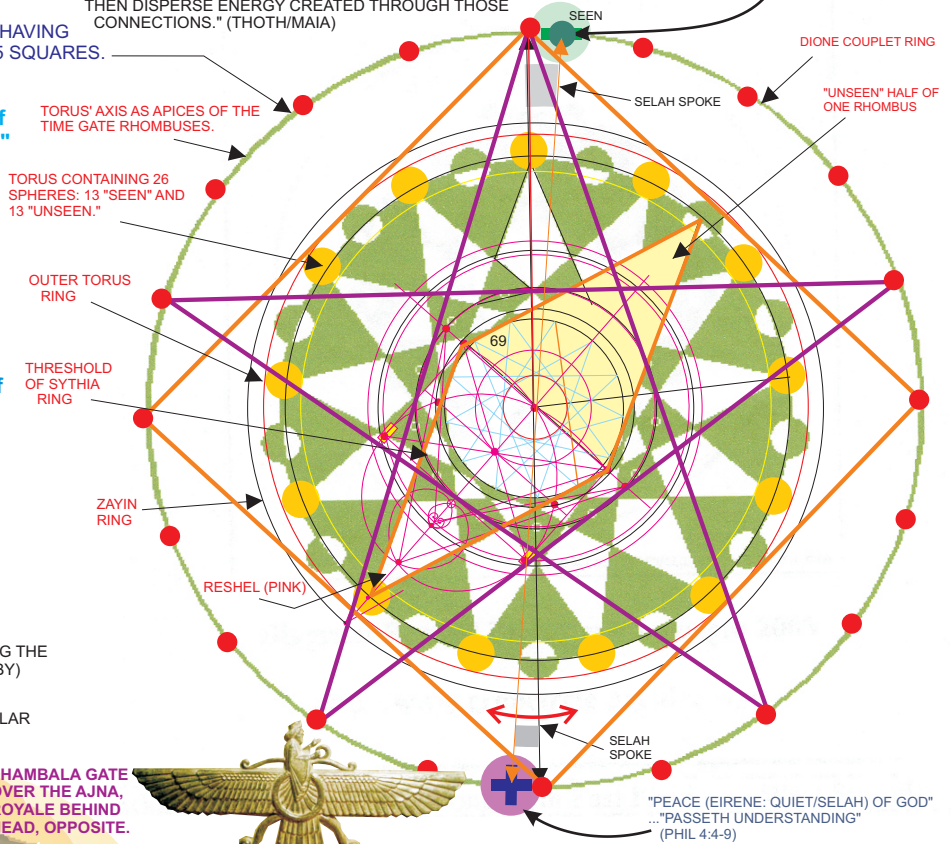 THEN DISPERSE ENERGY CREATED THROUGH THOSE
CONNECTIONS." (THOTH/MAIA)
SEEN
HAVING
5 SQUARES.
DIONE COUPLET RING
"UNSEEN" HALF OF
ONE RHOMBUS
SELAH SPOKE
of
"
TORUS' AXIS AS APICES OF THE
TIME GATE RHOMBUSES.
TORUS CONTAINING 26
SPHERES: 13 "SEEN" AND
13 "UNSEEN."
OUTER TORUS
RING
69
THRESHOLD
OF SYTHIA
RING
of
ZAYIN
RING
RESHEL (PINK)
G THE
BY)
LAR
SELAH
SPOKE
HAMBALA GATE
OVER THE AJNA,
ROYALE BEHIND
HEAD, OPPOSITE.
"PEACE (EIRENE: QUIET/SELAH) OF GOD"
..."PASSETH UNDERSTANDING"
(PHIL 4:4-9)